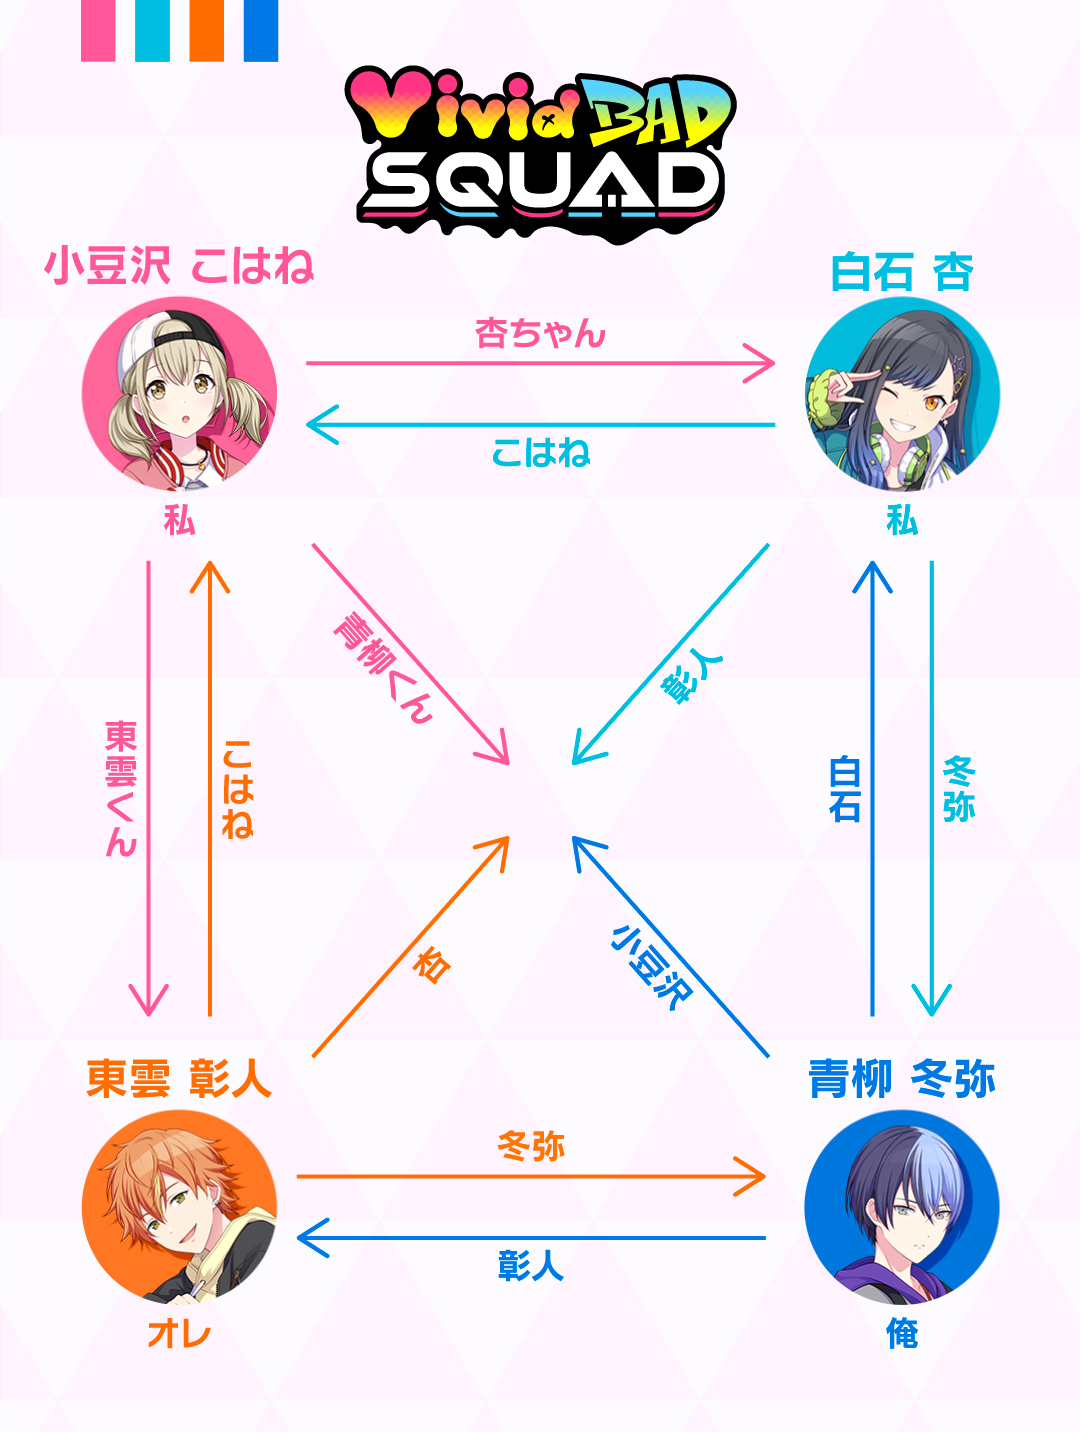 Vivid BAD
SQUAD
小豆沢 こはね
白石 杏
杏ちゃん
こはね
私
私
青柳くん
彰人
東雲くん
こはね
白石
冬弥
杏
小豆沢
東雲 彰人
青柳 冬弥
冬弥
彰人
オレ
俺